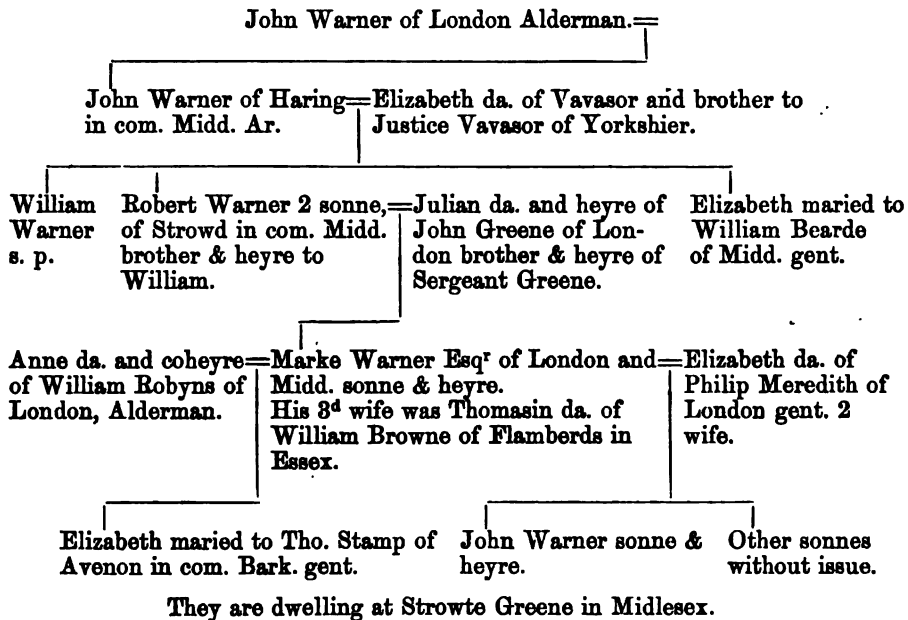 John Warner of London Alderman.=
John Warner of Haring=Elizabeth da. of Vavasor and brother to
in com. Midd. Ar.
Justice Vavasor of Yorkshier.
William
Warner
s. p.
Robert Warner 2 sonne,=
of Strowd in com. Midd.
brother & heyre to
William.
Julian da. and heyre of
John Greene of Lon-
don brother & heyre of
Sergeant Greene.
Elizabeth maried to
William Bearde
of Midd. gent.
Anne da. and coheyre=
of William Robyns of
London, Alderman.
Marke Warner Esqʳ of London and=
Midd. sonne & heyre.
His 3ᵈ wife was Thomasin da. of
William Browne of Flamberds in
Essex.
Elizabeth da. of
Philip Meredith of
London gent. 2
wife.
Elizabeth maried to Tho. Stamp of
Avenon in com. Bark. gent.
John Warner sonne &
heyre.
Other sonnes
without issue.
They are dwelling at Strowte Greene in Midlesex.